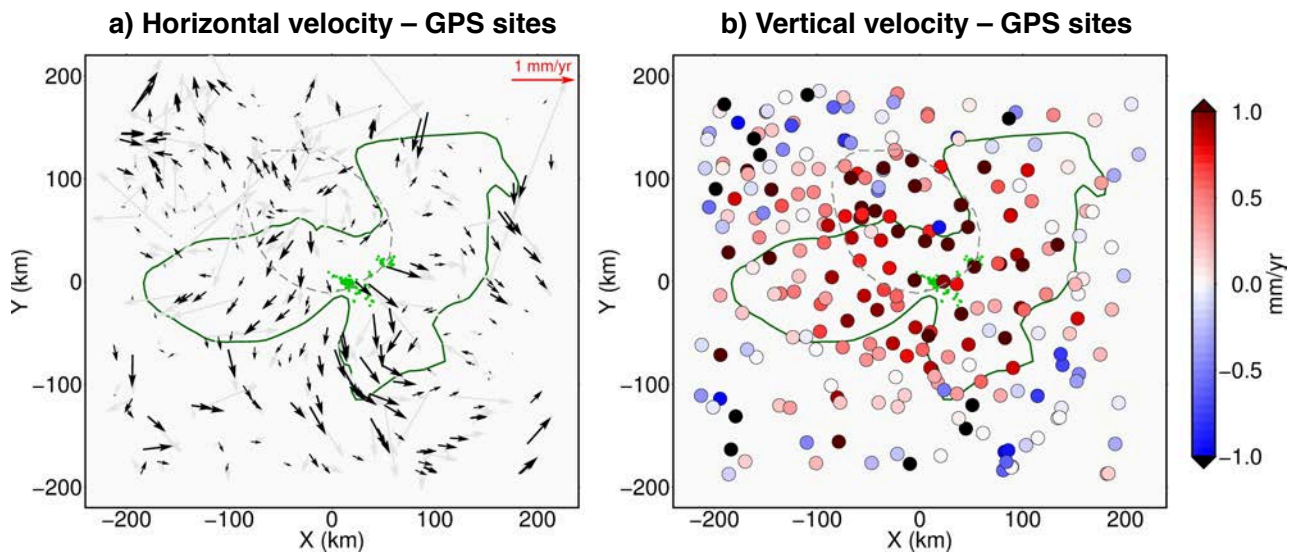 a) Horizontal velocity – GPS sites
b) Vertical velocity – GPS sites
−200 −100 0 100 200
−200 −100 0 100 200
200
100
0
−100
−200
Y (km)
X (km)
1 mm/yr
200
100
0
−100
−200
Y (km)
X (km)
1.0
0.5
0.0
−0.5
−1.0
mm/yr